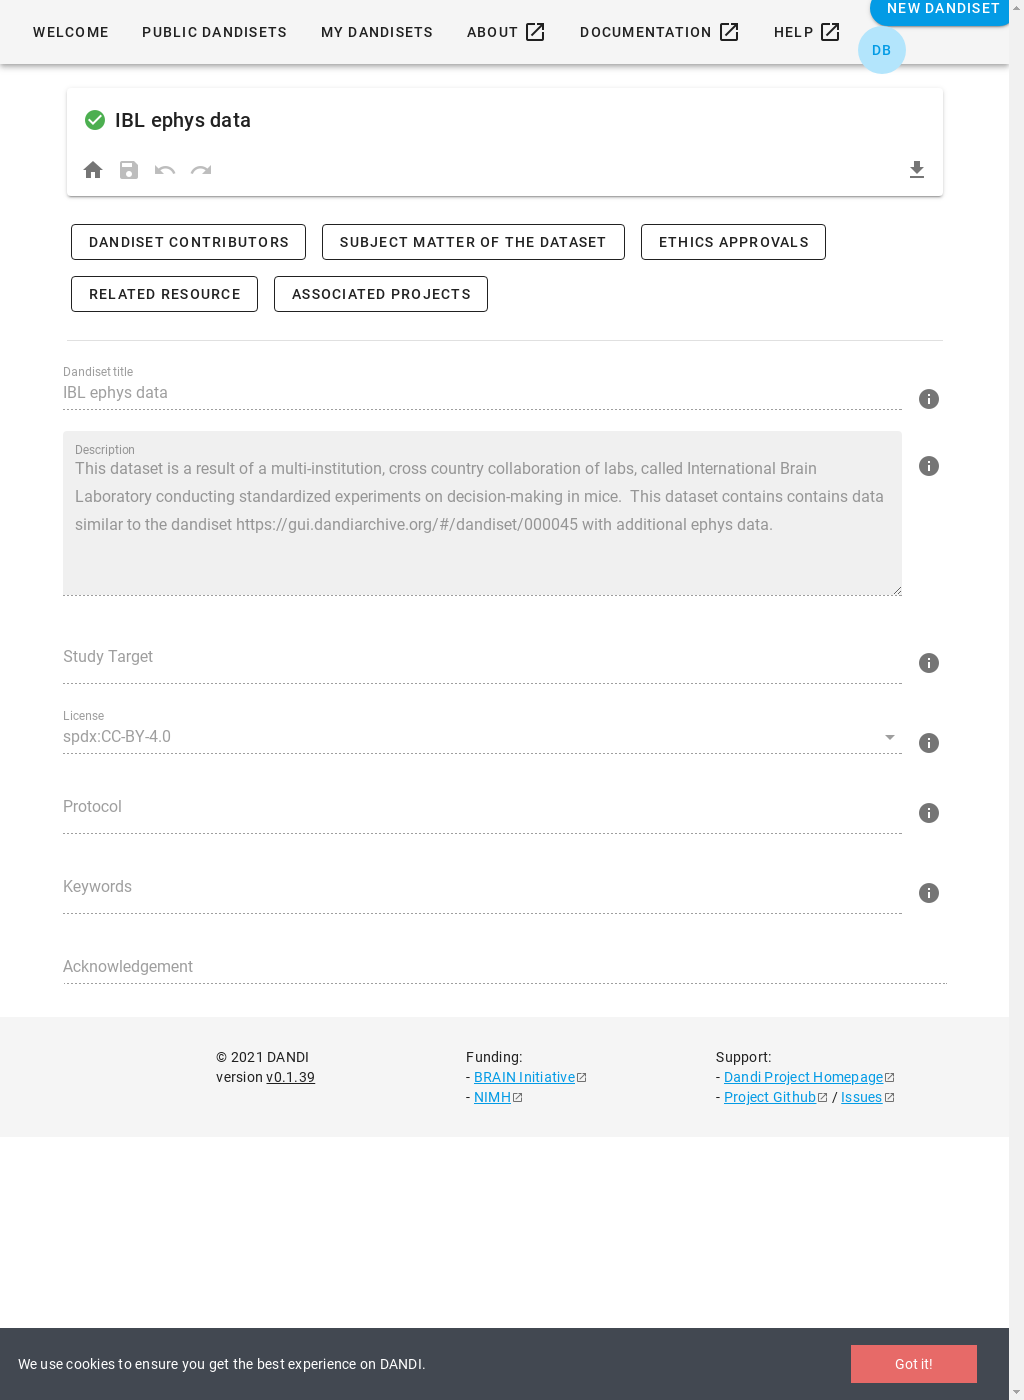 NEW DANDISET
WELCOME PUBLIC DANDISETS MY DANDISETS ABOUT DOCUMENTATION HELP
DB
IBL ephys data
DANDISET CONTRIBUTORS SUBJECT MATTER OF THE DATASET ETHICS APPROVALS
RELATED RESOURCE ASSOCIATED PROJECTS
Dandiset title
IBL ephys data
Description
This dataset is a result of a multi-institution, cross country collaboration of labs, called International Brain
Laboratory conducting standardized experiments on decision-making in mice.  This dataset contains contains data
similar to the dandiset https://gui.dandiarchive.org/#/dandiset/000045 with additional ephys data.
Study Target
License
spdx:CC-BY-4.0
Protocol
Keywords
Acknowledgement
© 2021 DANDI
version v0.1.39
Funding:
- BRAIN Initiative
- NIMH
Support:
- Dandi Project Homepage
- Project Github / Issues
We use cookies to ensure you get the best experience on DANDI.
Got it!